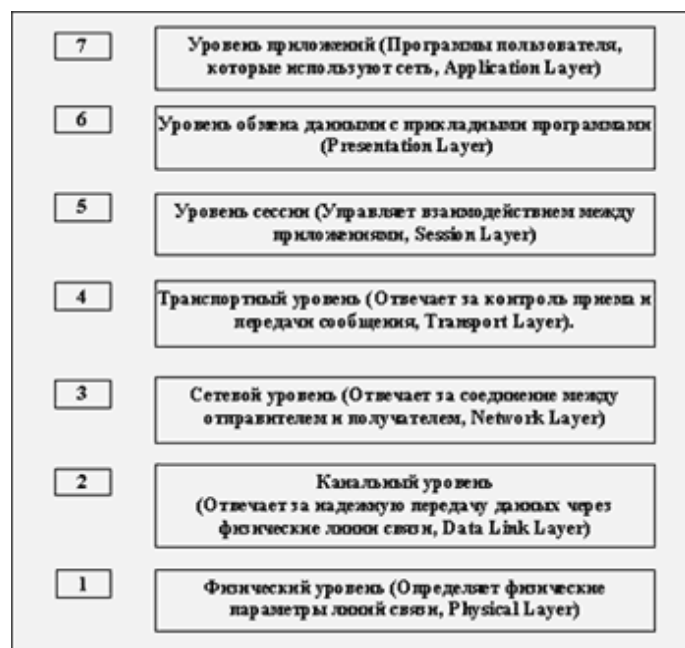 7
Уровень приложений (Программы пользователя,
которые используют сеть, Application Layer)
6
Уровень обмена данными с прикладными программами
(Presentation Layer)
5
Уровень сессии (Управляет взаимодействием между
приложениями, Session Layer)
4
Транспортный уровень (Отвечает за контроль приема и
передачи сообщения, Transport Layer).
3
Сетевой уровень (Отвечает за соединение между
отправителем и получателем, Network Layer)
2
Канальный уровень
(Отвечает за надежную передачу данных через
физические линии связи, Data Link Layer)
1
Физический уровень (Определяет физические
параметры линий связи, Physical Layer)